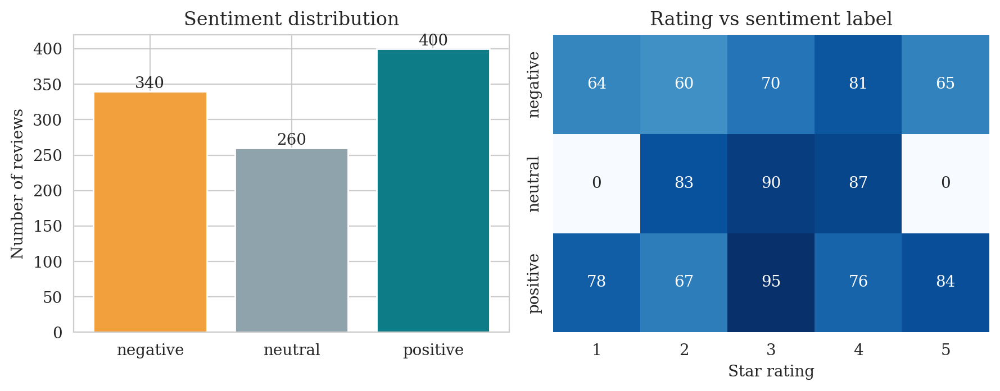 Sentiment distribution
Number of reviews
400
350
300
250
200
150
100
50
0
340
260
400
negative
neutral
positive
Rating vs sentiment label
negative
64 60 70 81 65
neutral
0 83 90 87 0
positive
78 67 95 76 84
1 2 3 4 5
Star rating